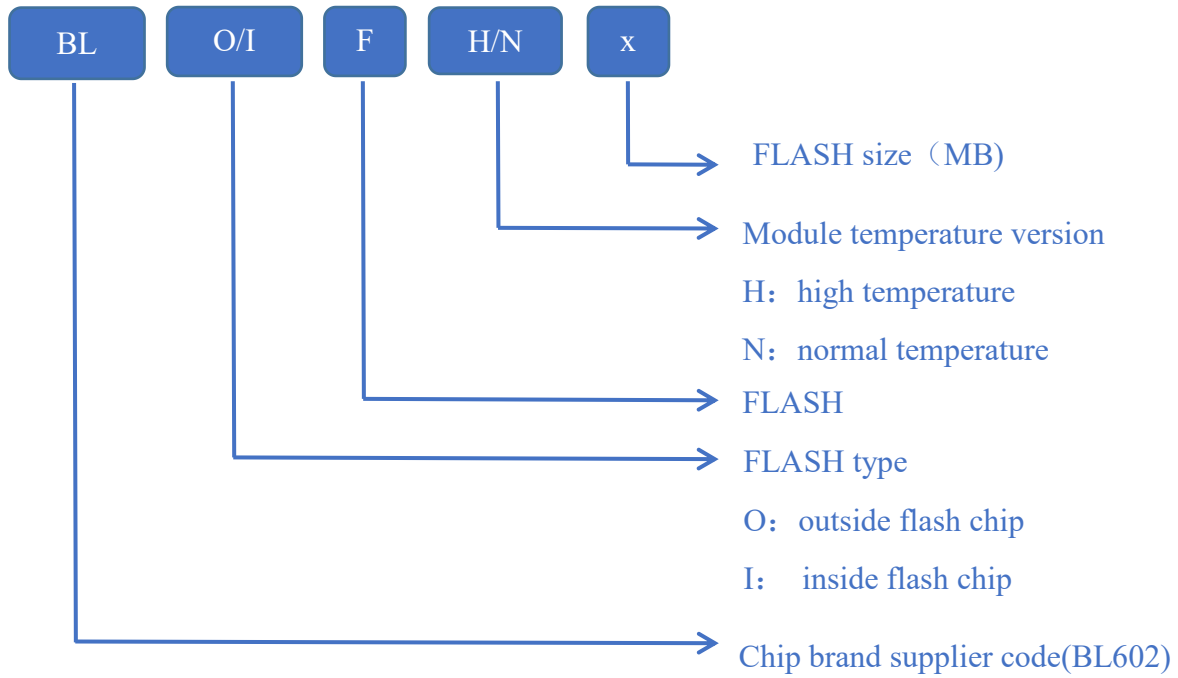 BL O/I F H/N x
FLASH size（MB)
Module temperature version
H：high temperature
N：normal temperature
FLASH
FLASH type
O：outside flash chip
I： inside flash chip
Chip brand supplier code(BL602)